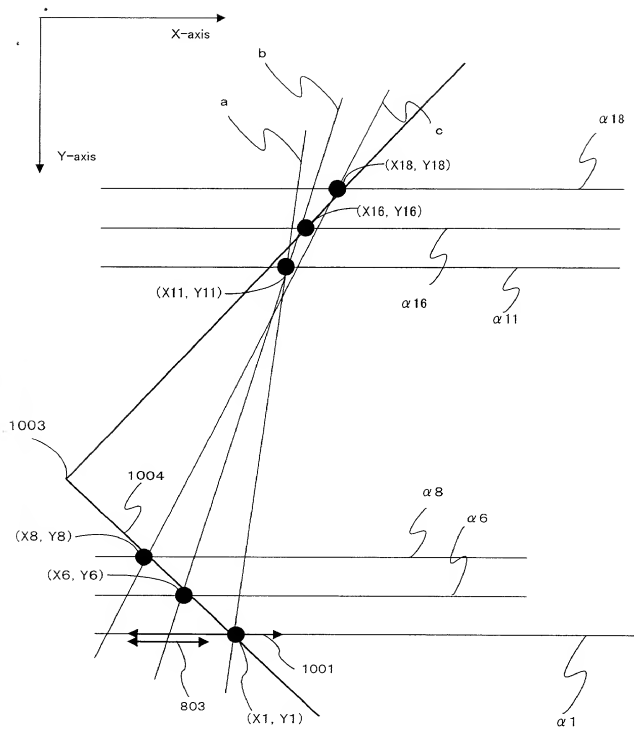 X-axis
b
a
α18
c
Y-axis
(X18, Y18)
(X16, Y16)
(X11, Y11)
α16
α11
1003
1004
α8
α6
(X8, Y8)
(X6, Y6)
1001
803
(X1, Y1)
α1